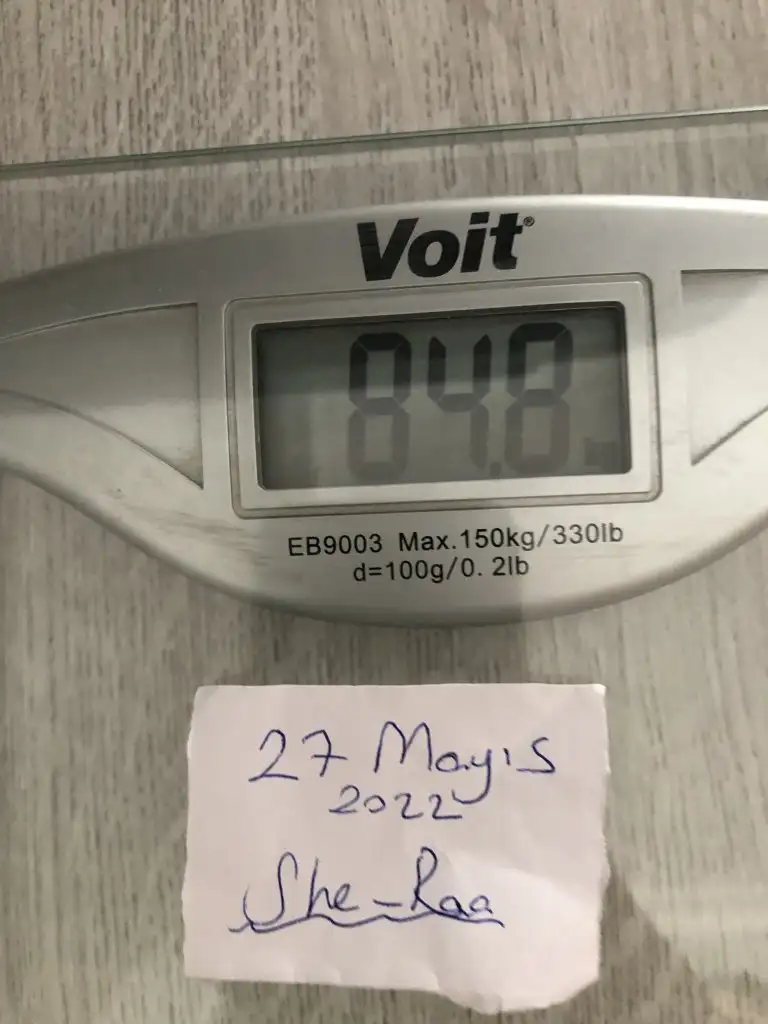 Voit®
84.8
EB9003 Max.150kg/330lb
d=100g/0. 2lb
27 Mayıs
2022
She-Raa